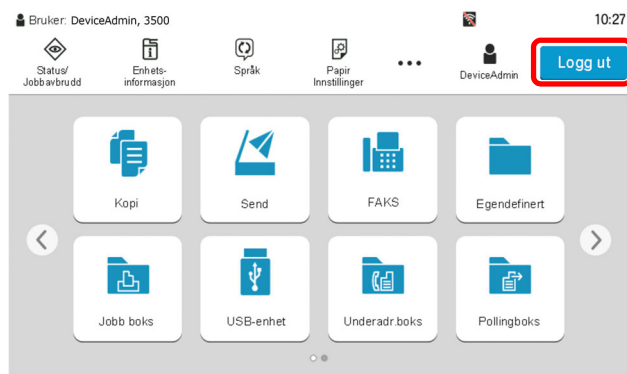 Bruker: DeviceAdmin, 3500 10:27
Status/
Jobbavbrudd
Enhets-
informasjon
Språk
Papir
Innstillinger
DeviceAdmin
Logg ut
Kopi Send FAKS Egendefinert
Jobb boks USB-enhet Underadr.boks Pollingboks